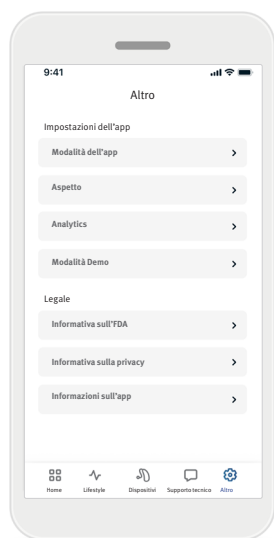 9:41
Altro
Impostazioni dell'app
Modalità dell'app
Aspetto
Analytics
Modalità Demo
Legale
Informativa sull'FDA
Informativa sulla privacy
Informazioni sull'app
Home Lifestyle Dispositivi Supporto tecnico Altro